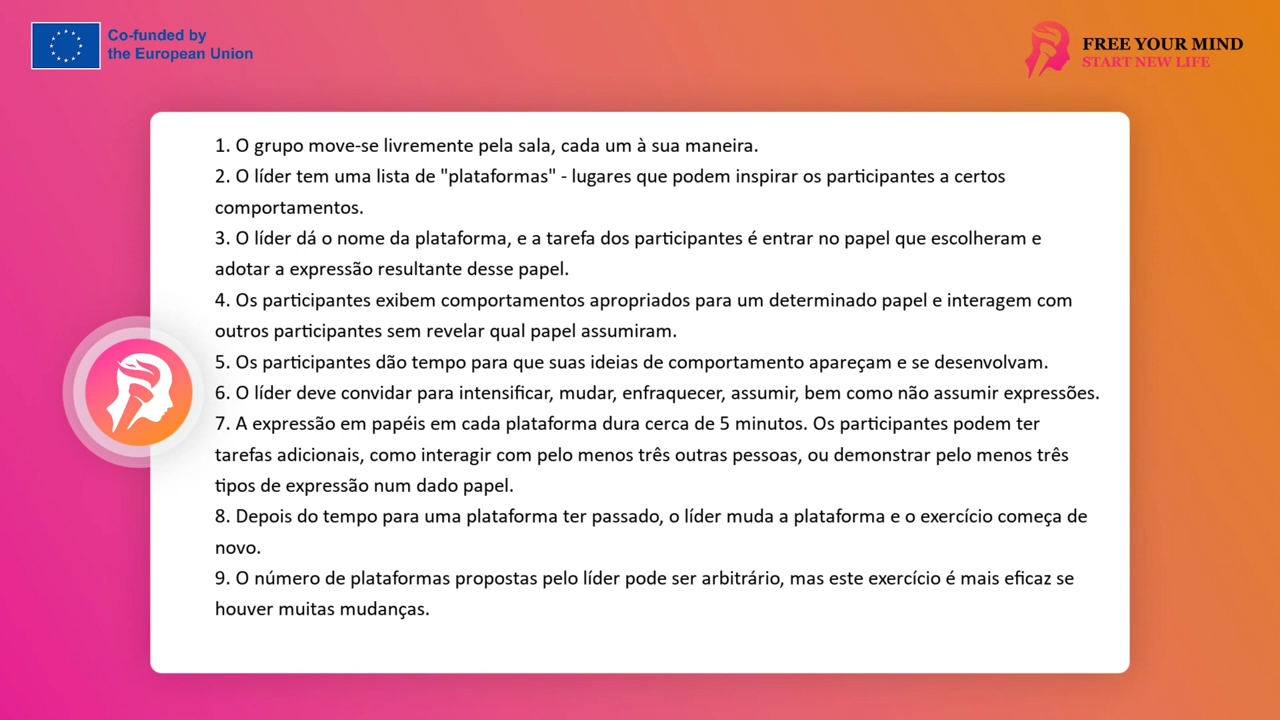 Co-funded by
the European Union
FREE YOUR MIND
START NEW LIFE
1. O grupo move-se livremente pela sala, cada um à sua maneira.
2. O líder tem uma lista de "plataformas" - lugares que podem inspirar os participantes a certos
comportamentos.
3. O líder dá o nome da plataforma, e a tarefa dos participantes é entrar no papel que escolheram e
adotar a expressão resultante desse papel.
4. Os participantes exibem comportamentos apropriados para um determinado papel e interagem com
outros participantes sem revelar qual papel assumiram.
5. Os participantes dão tempo para que suas ideias de comportamento apareçam e se desenvolvam.
6. O líder deve convidar para intensificar, mudar, enfraquecer, assumir, bem como não assumir expressões.
7. A expressão em papéis em cada plataforma dura cerca de 5 minutos. Os participantes podem ter
tarefas adicionais, como interagir com pelo menos três outras pessoas, ou demonstrar pelo menos três
tipos de expressão num dado papel.
8. Depois do tempo para uma plataforma ter passado, o líder muda a plataforma e o exercício começa de
novo.
9. O número de plataformas propostas pelo líder pode ser arbitrário, mas este exercício é mais eficaz se
houver muitas mudanças.